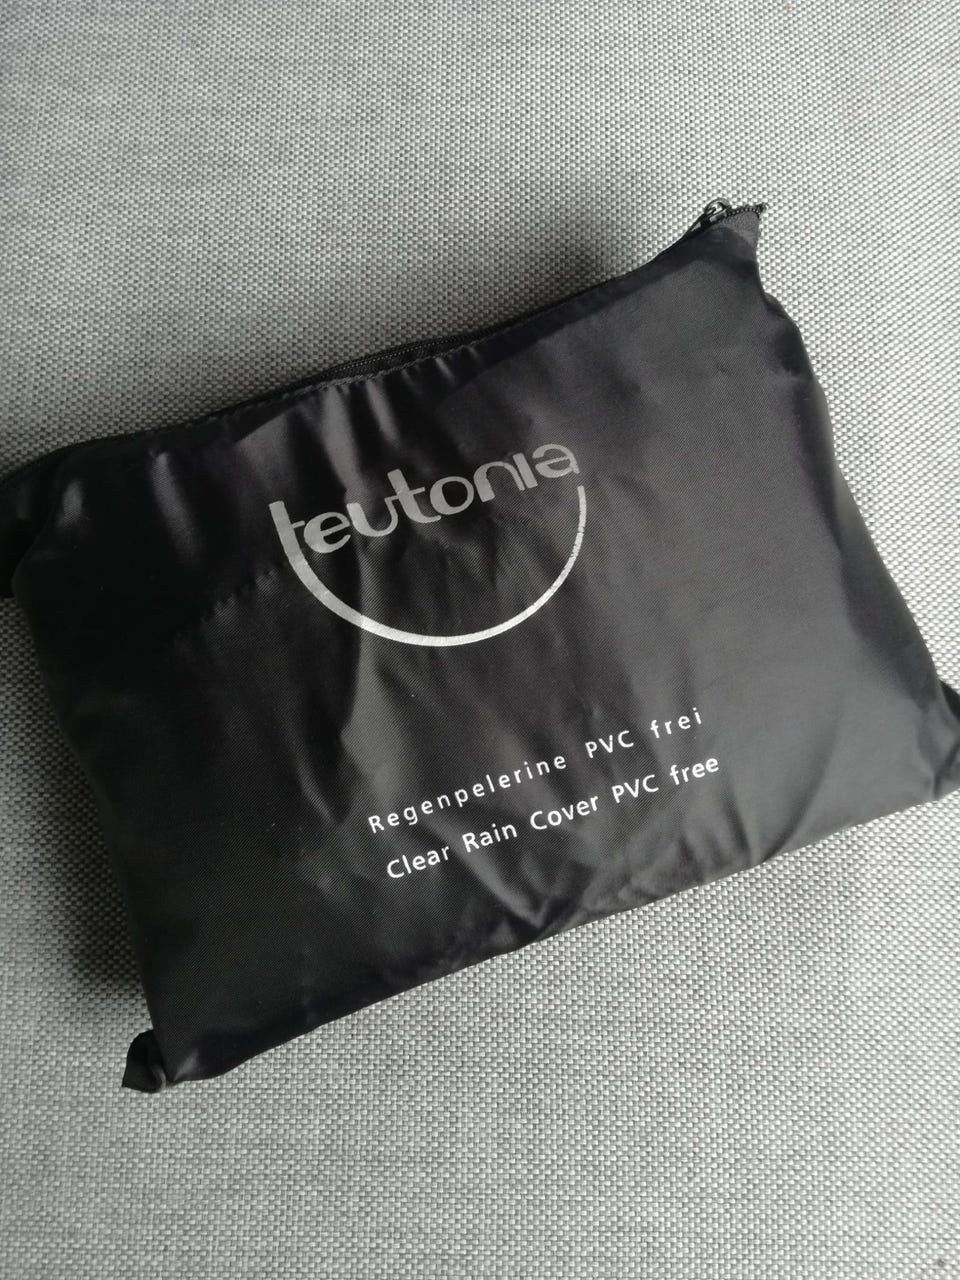 teutonia
Regenpelerine PVC frei
Clear Rain Cover PVC free